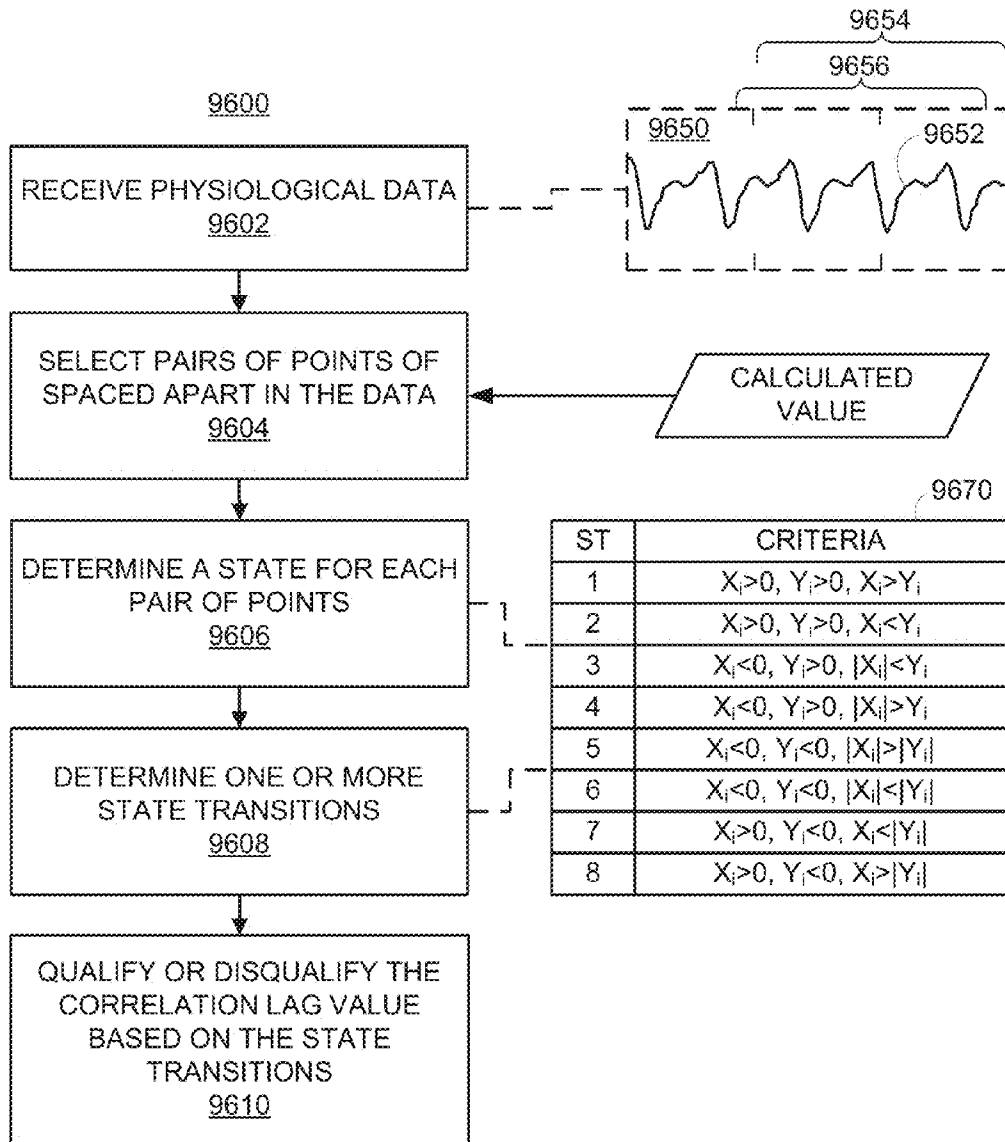 9600
RECEIVE PHYSIOLOGICAL DATA
9602
9654
9656
9650
9652
SELECT PAIRS OF POINTS OF
SPACED APART IN THE DATA
9604
CALCULATED
VALUE
DETERMINE A STATE FOR EACH
PAIR OF POINTS
9606
9670
ST CRITERIA
1 Xᵢ>0, Yᵢ>0, Xᵢ>Yᵢ
2 Xᵢ>0, Yᵢ>0, Xᵢ<Yᵢ
3 Xᵢ<0, Yᵢ>0, |Xᵢ|<Yᵢ
4 Xᵢ<0, Yᵢ>0, |Xᵢ|>Yᵢ
5 Xᵢ<0, Yᵢ<0, |Xᵢ|>|Yᵢ|
6 Xᵢ<0, Yᵢ<0, |Xᵢ|<|Yᵢ|
7 Xᵢ>0, Yᵢ<0, Xᵢ<|Yᵢ|
8 Xᵢ>0, Yᵢ<0, Xᵢ>|Yᵢ|
DETERMINE ONE OR MORE
STATE TRANSITIONS
9608
QUALIFY OR DISQUALIFY THE
CORRELATION LAG VALUE
BASED ON THE STATE
TRANSITIONS
9610